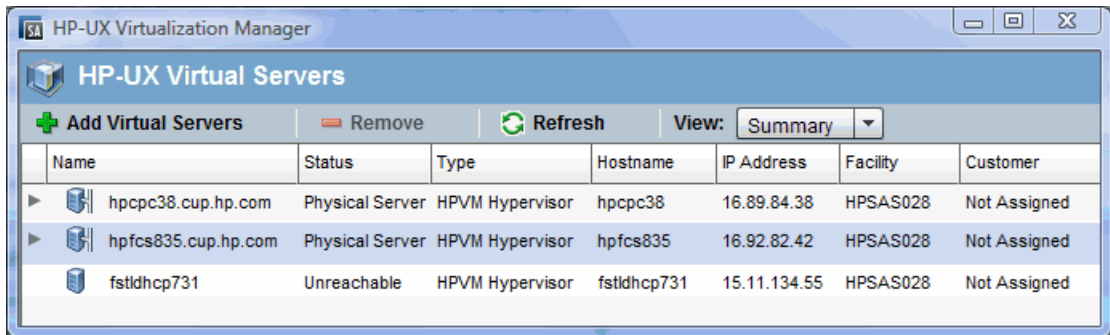 SA HP-UX Virtualization Manager
HP-UX Virtual Servers
Add Virtual Servers Remove Refresh View: Summary
Name Status Type Hostname IP Address Facility Customer
hpcpc38.cup.hp.com Physical Server HPVM Hypervisor hpcpc38 16.89.84.38 HPSAS028 Not Assigned
hpfcs835.cup.hp.com Physical Server HPVM Hypervisor hpfcs835 16.92.82.42 HPSAS028 Not Assigned
fstldhcp731 Unreachable HPVM Hypervisor fstldhcp731 15.11.134.55 HPSAS028 Not Assigned